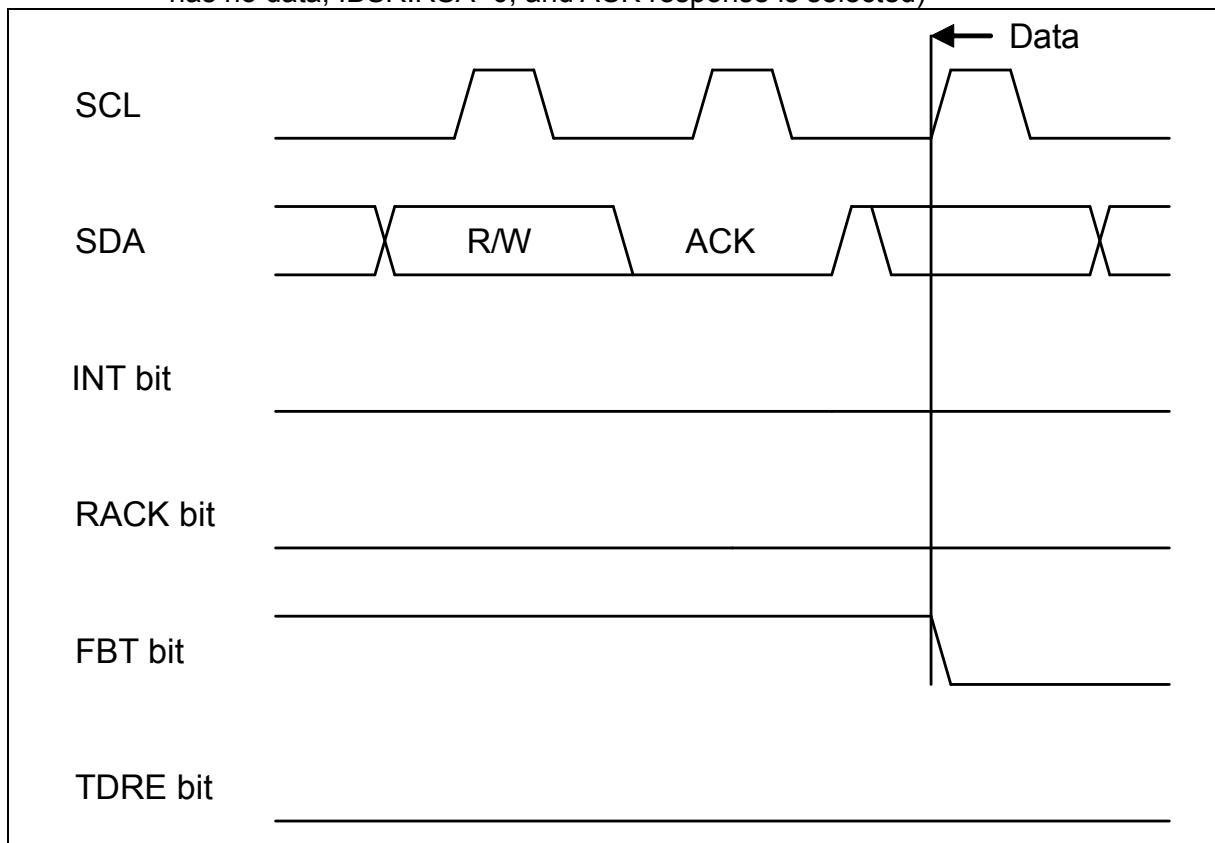 has no data, IBSR:RSA=0, and ACK response is selected)
Data
SCL
SDA
R/W
ACK
INT bit
RACK bit
FBT bit
TDRE bit